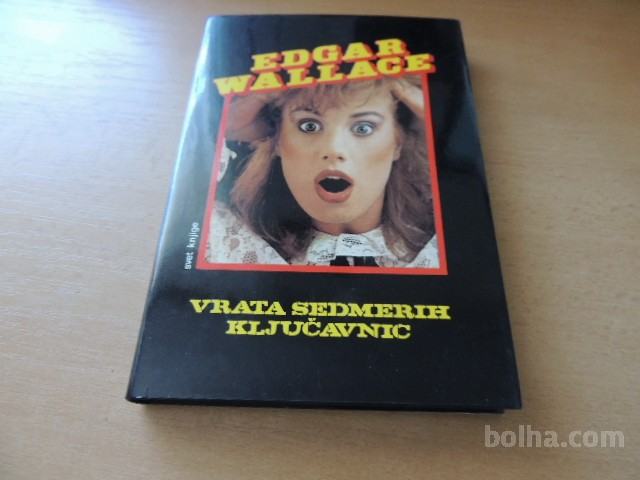 EDGAR
WALLACE
svet knjige
VRATA SEDMERIH
KLJUČAVNIC
bolha.com